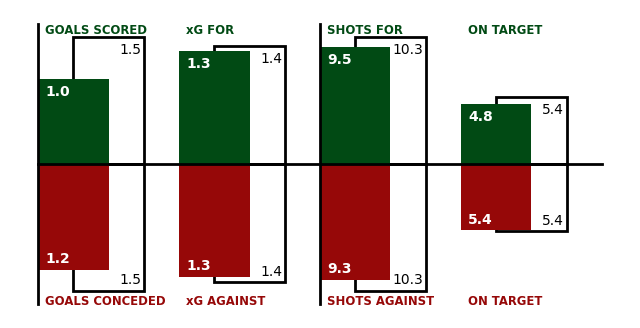 GOALS SCORED xG FOR SHOTS FOR ON TARGET
1.5 1.4 10.3 5.4
1.0 1.3 9.5 4.8
1.2 1.3 9.3 5.4
1.5 1.4 10.3 5.4
GOALS CONCEDED xG AGAINST SHOTS AGAINST ON TARGET